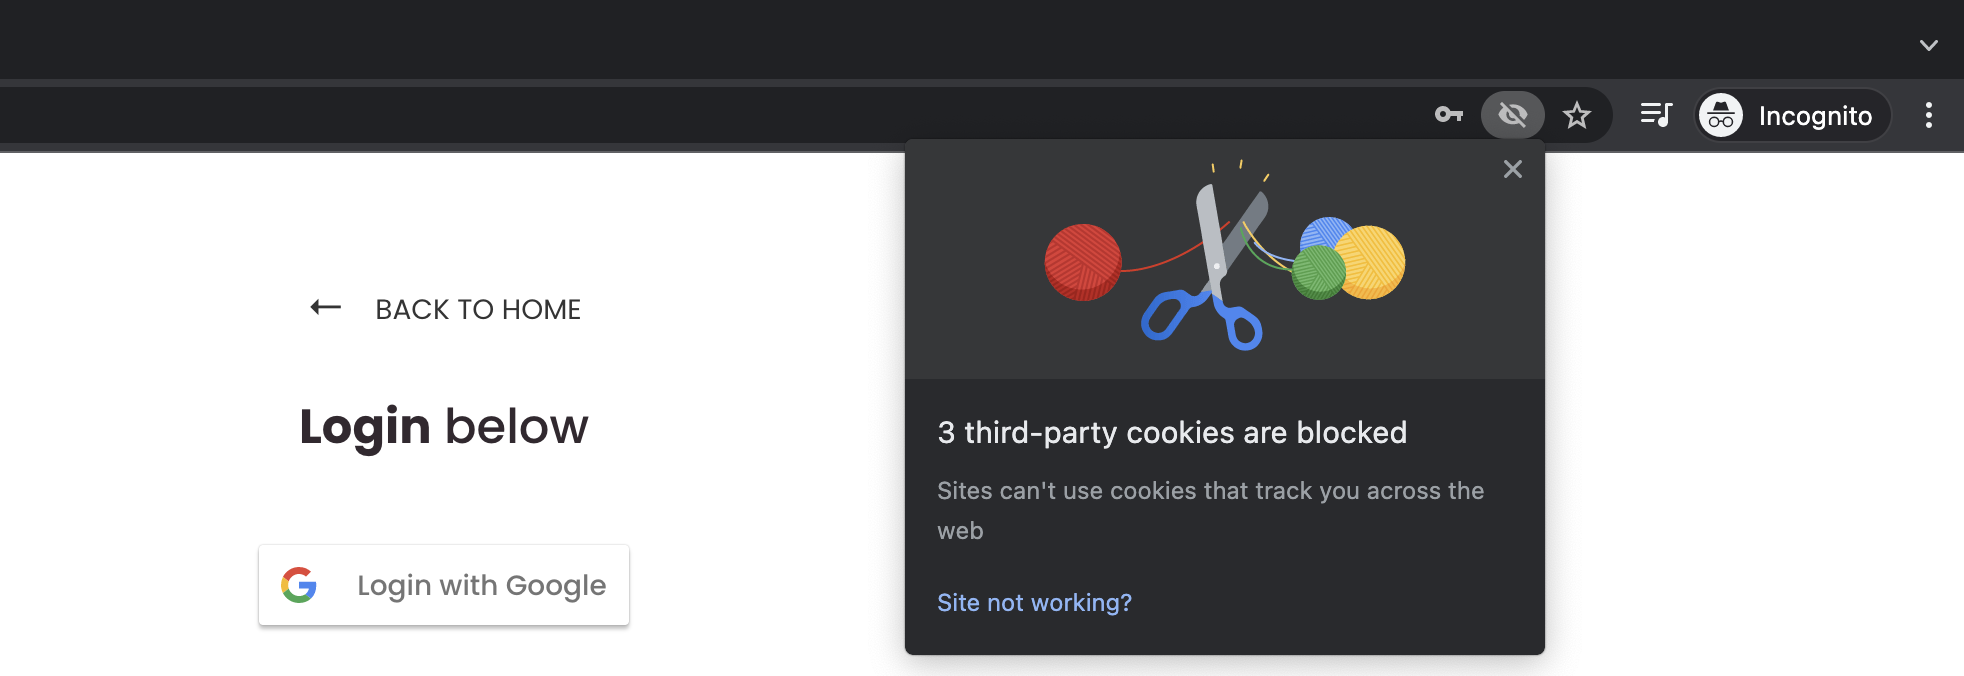 Incognito
BACK TO HOME
Login below
Login with Google
3 third-party cookies are blocked
Sites can't use cookies that track you across the
web
Site not working?